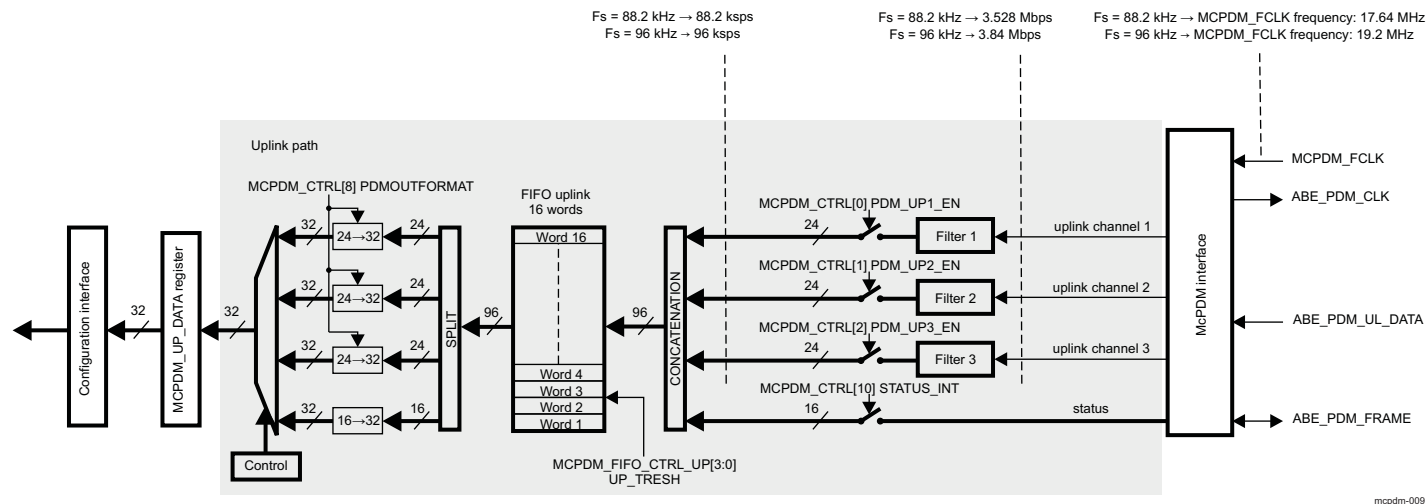 Fs = 88.2 kHz → 88.2 ksps
Fs = 96 kHz → 96 ksps
Fs = 88.2 kHz → 3.528 Mbps
Fs = 96 kHz → 3.84 Mbps
Fs = 88.2 kHz → MCPDM_FCLK frequency: 17.64 MHz
Fs = 96 kHz → MCPDM_FCLK frequency: 19.2 MHz
Uplink path
MCPDM_CTRL[8] PDMOUTFORMAT
FIFO uplink
16 words
Configuration interface
32
MCPDM_UP_DATA register
32
Control
32
24→32
24
32
24→32
24
32
24→32
24
32
16→32
16
SPLIT
96
Word 16
Word 4
Word 3
Word 2
Word 1
MCPDM_FIFO_CTRL_UP[3:0]
UP_TRESH
96
CONCATENATION
MCPDM_CTRL[0] PDM_UP1_EN
24
Filter 1
uplink channel 1
MCPDM_CTRL[1] PDM_UP2_EN
24
Filter 2
uplink channel 2
MCPDM_CTRL[2] PDM_UP3_EN
24
Filter 3
uplink channel 3
MCPDM_CTRL[10] STATUS_INT
16
status
McPDM interface
MCPDM_FCLK
ABE_PDM_CLK
ABE_PDM_UL_DATA
ABE_PDM_FRAME
mcpdm-009